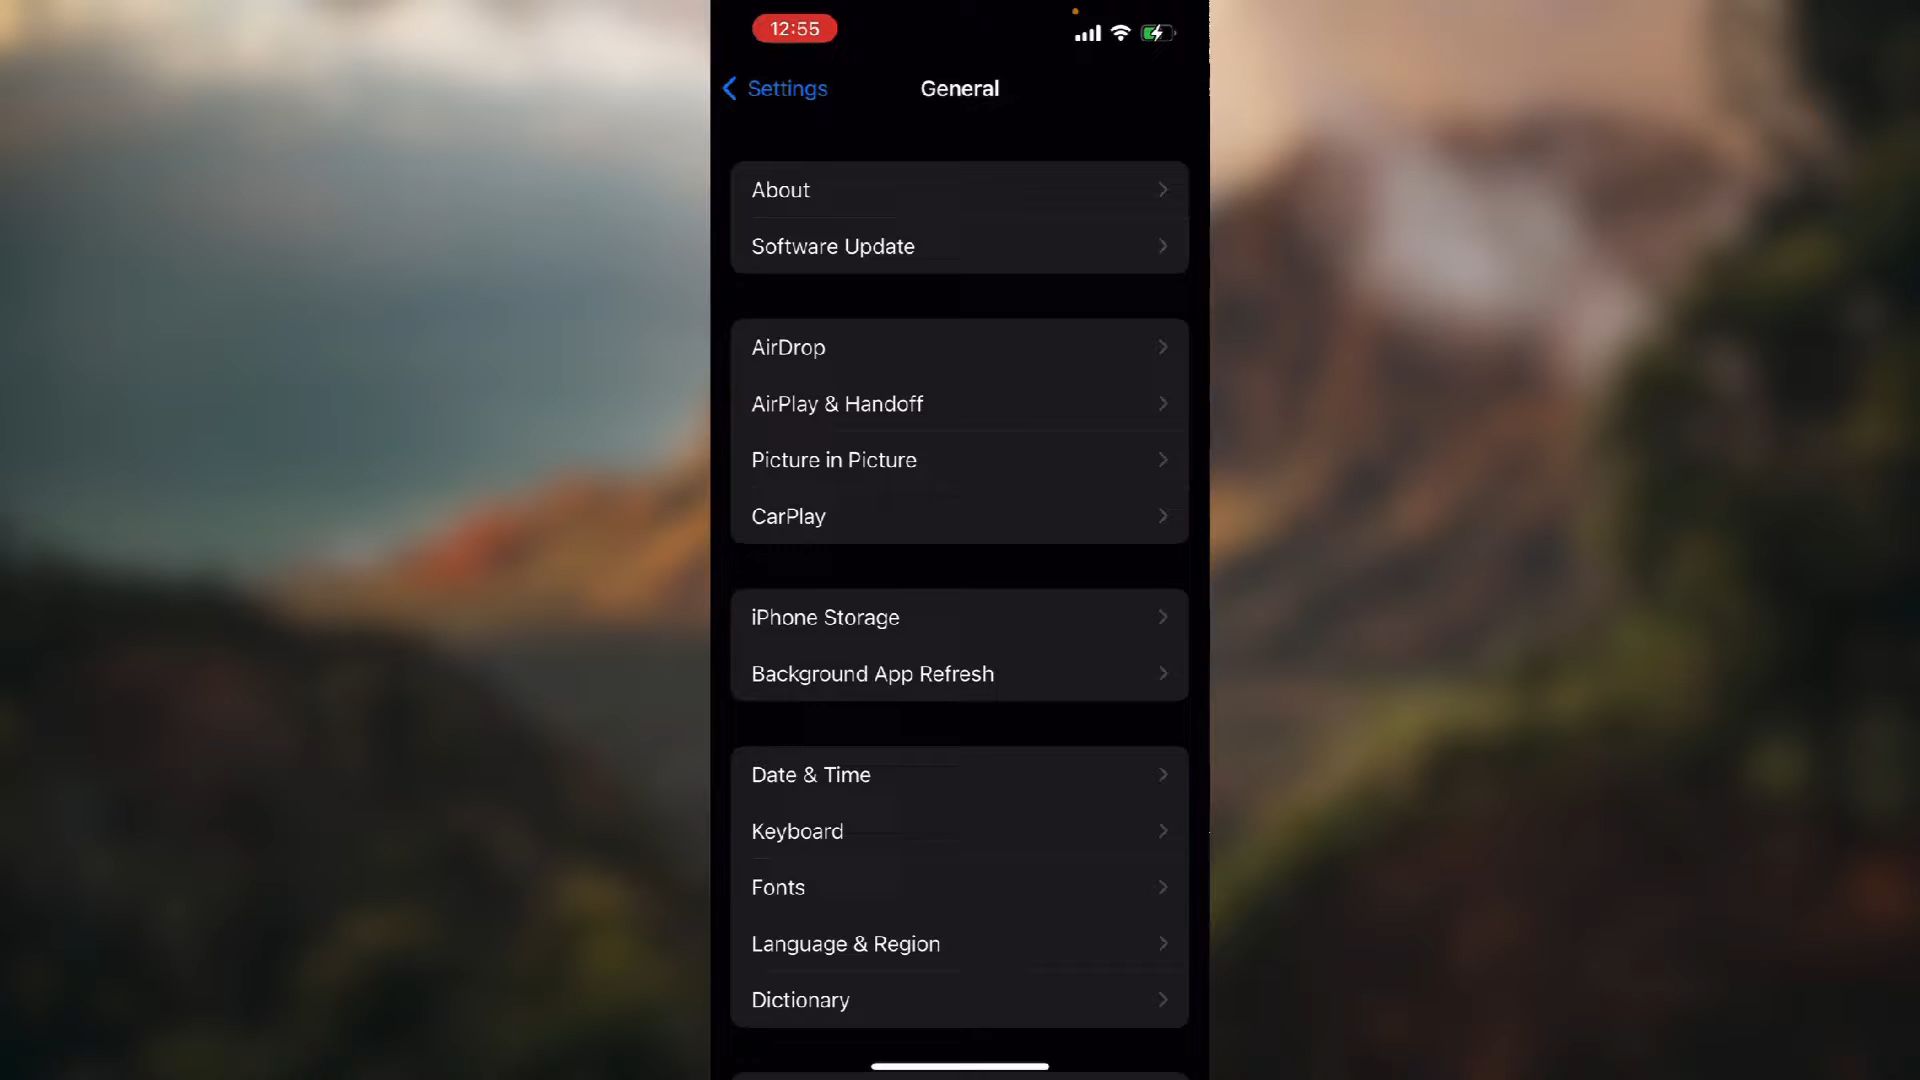 12:55
Settings
General
About
Software Update
AirDrop
AirPlay & Handoff
Picture in Picture
CarPlay
iPhone Storage
Background App Refresh
Date & Time
Keyboard
Fonts
Language & Region
Dictionary